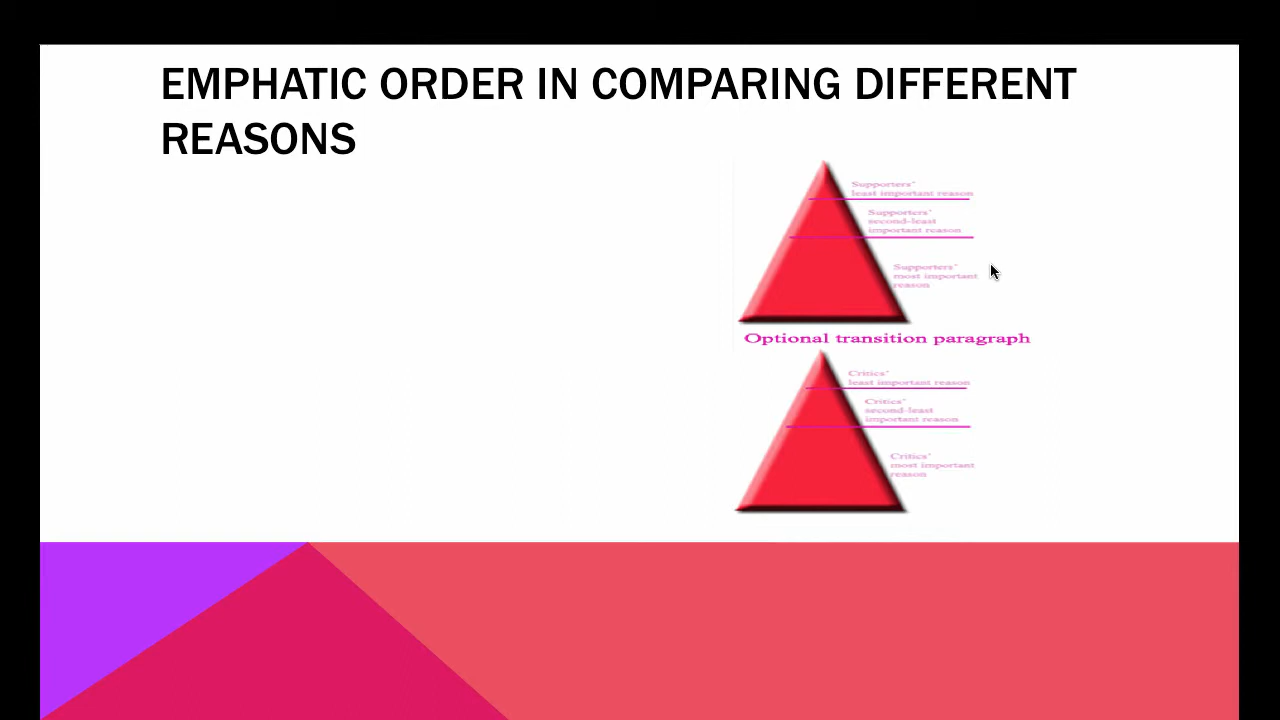 EMPHATIC ORDER IN COMPARING DIFFERENT
REASONS
Supporters'
least important reason
Supporters'
second-least
important reason
Supporters'
most important
reason
Optional transition paragraph
Critics'
least important reason
Critics'
second-least
important reason
Critics'
most important
reason